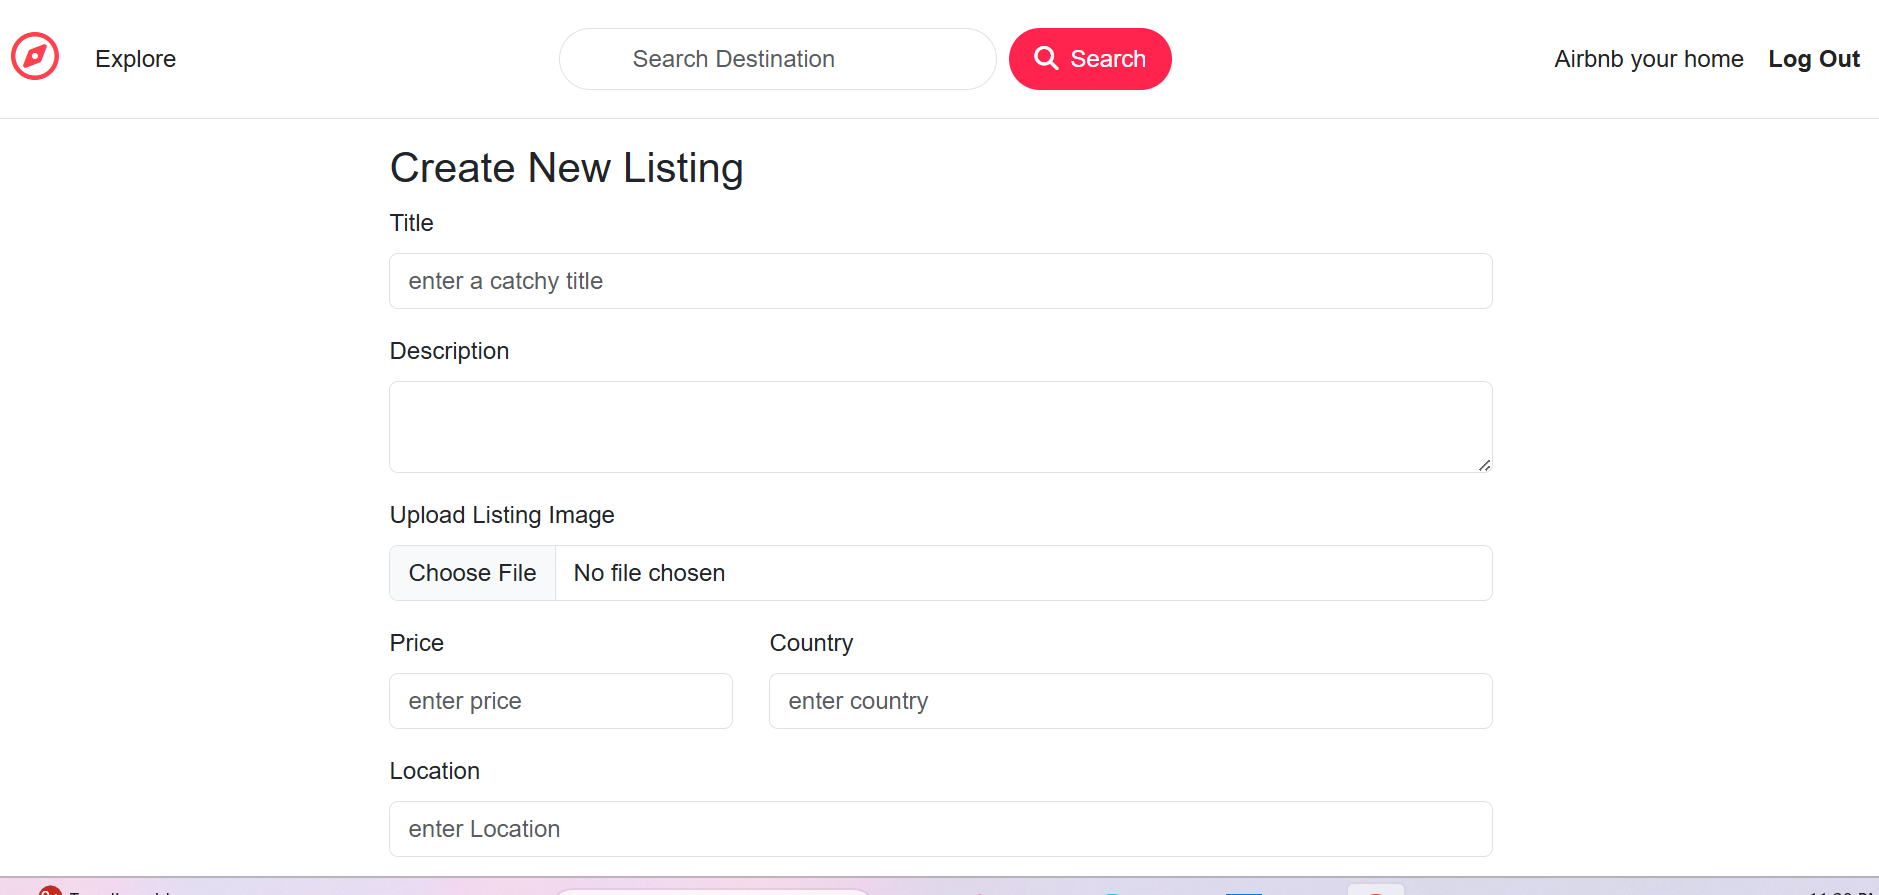 Explore
Search Destination
Search
Airbnb your home
Log Out
Create New Listing
Title
enter a catchy title
Description
Upload Listing Image
Choose File
No file chosen
Price
Country
enter price
enter country
Location
enter Location